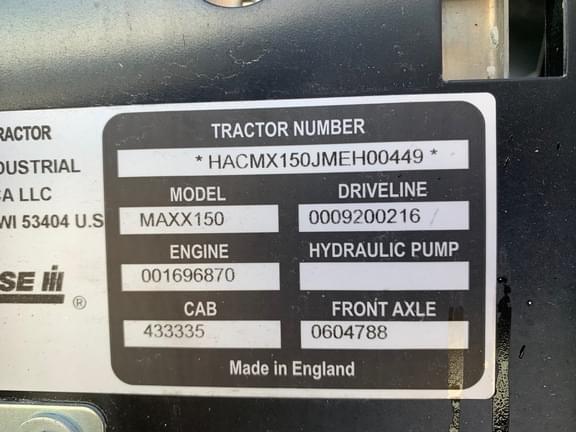 RACTOR
DUSTRIAL
CA LLC
WI 53404 U.S
SE IH
®
TRACTOR NUMBER
* HACMX150JMEH00449 *
MODEL
DRIVELINE
MAXX150
0009200216
ENGINE
HYDRAULIC PUMP
001696870
CAB
FRONT AXLE
433335
0604788
Made in England